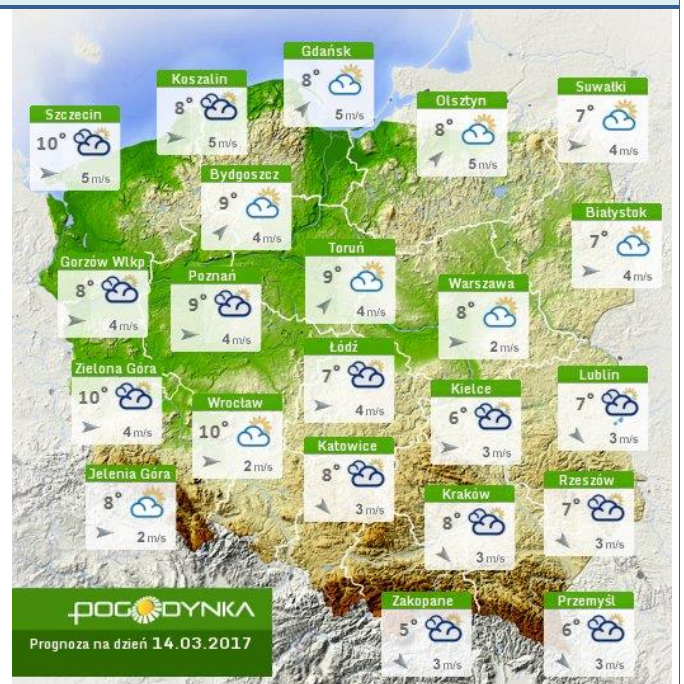 Gdańsk
8°
5 m/s
Koszalin
8°
5 m/s
Suwałki
7°
4 m/s
Olsztyn
8°
5 m/s
Szczecin
10°
5 m/s
Bydgoszcz
9°
4 m/s
Białystok
7°
4 m/s
Toruń
9°
4 m/s
Gorzów Wlkp
8°
4 m/s
Poznań
9°
4 m/s
Warszawa
8°
2 m/s
Łódź
7°
4 m/s
Zielona Góra
10°
4 m/s
Lublin
7°
3 m/s
Kielce
6°
3 m/s
Wrocław
10°
2 m/s
Katowice
8°
3 m/s
Jelenia Góra
8°
2 m/s
Rzeszów
7°
3 m/s
Kraków
8°
3 m/s
Zakopane
5°
3 m/s
Przemyśl
6°
3 m/s
POGODYNKA
Prognoza na dzień 14.03.2017